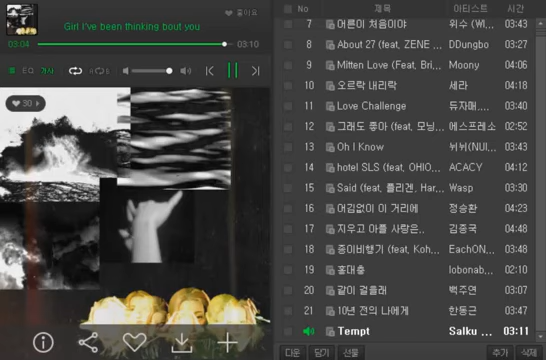 좋아요
Girl I've been thinking bout you
03:04
03:10
EQ 가사
30
No 제목 아티스트 시간
7 어른이 처음이야 위수 (WI,... 03:43
8 About 27 (feat, ZENE ... DDungbo 03:27
9 Mitten Love (Feat, Bri... Moony 04:06
10 오르락 내리락 세라 04:18
11 Love Challenge 듀자매,... 03:40
12 그래도 좋아 (feat, 모닝... 에스프레소 02:52
13 Oh I Know 뉘뉘(NUI... 03:43
14 hotel SLS (feat, OHIO... ACACY 04:12
15 Said (feat, 플리겐, Har... Wasp 03:30
16 어김없이 이 거리에 정승환 04:23
17 지우고 아플 사랑은.. 김종국 04:48
18 종이비행기 (feat, Koh... EachON... 03:48
19 홍대출 lobonab... 02:10
20 같이 걸을래 백주연 03:07
21 10년 전의 나에게 한동근 03:47
Tempt Salku ... 03:11
다운 담기 선물 추가 삭제